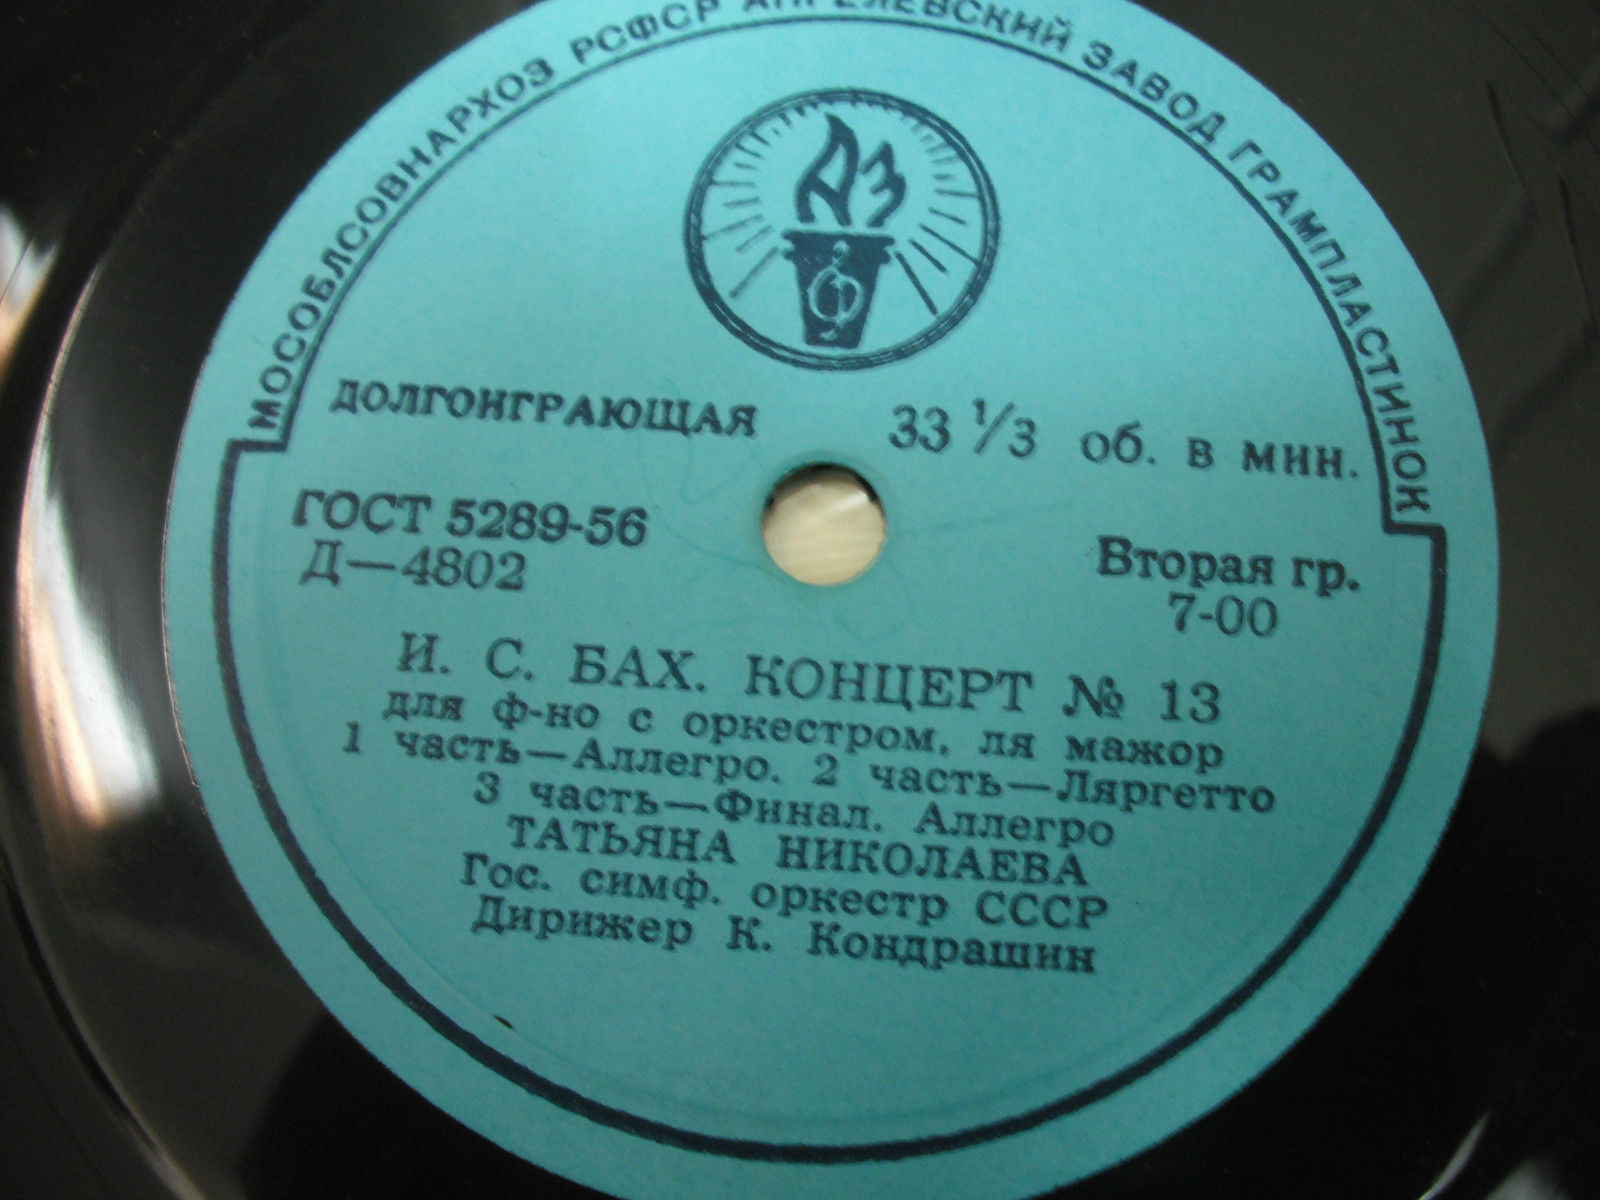 МОСОБЛСОВНАРХОЗ РСФСР АПРЕЛЕВСКИЙ ЗАВОД ГРАМПЛАСТИНОК
АЗ
ДОЛГОИГРАЮЩАЯ 33 1/3 об. в мин.
ГОСТ 5289-56
Д—4802
Вторая гр.
7-00
И. С. БАХ. КОНЦЕРТ № 13
для ф-но с оркестром, ля мажор
1 часть—Аллегро. 2 часть—Ляргетто
3 часть—Финал. Аллегро
ТАТЬЯНА НИКОЛАЕВА
Гос. симф. оркестр СССР
Дирижер К. Кондрашин